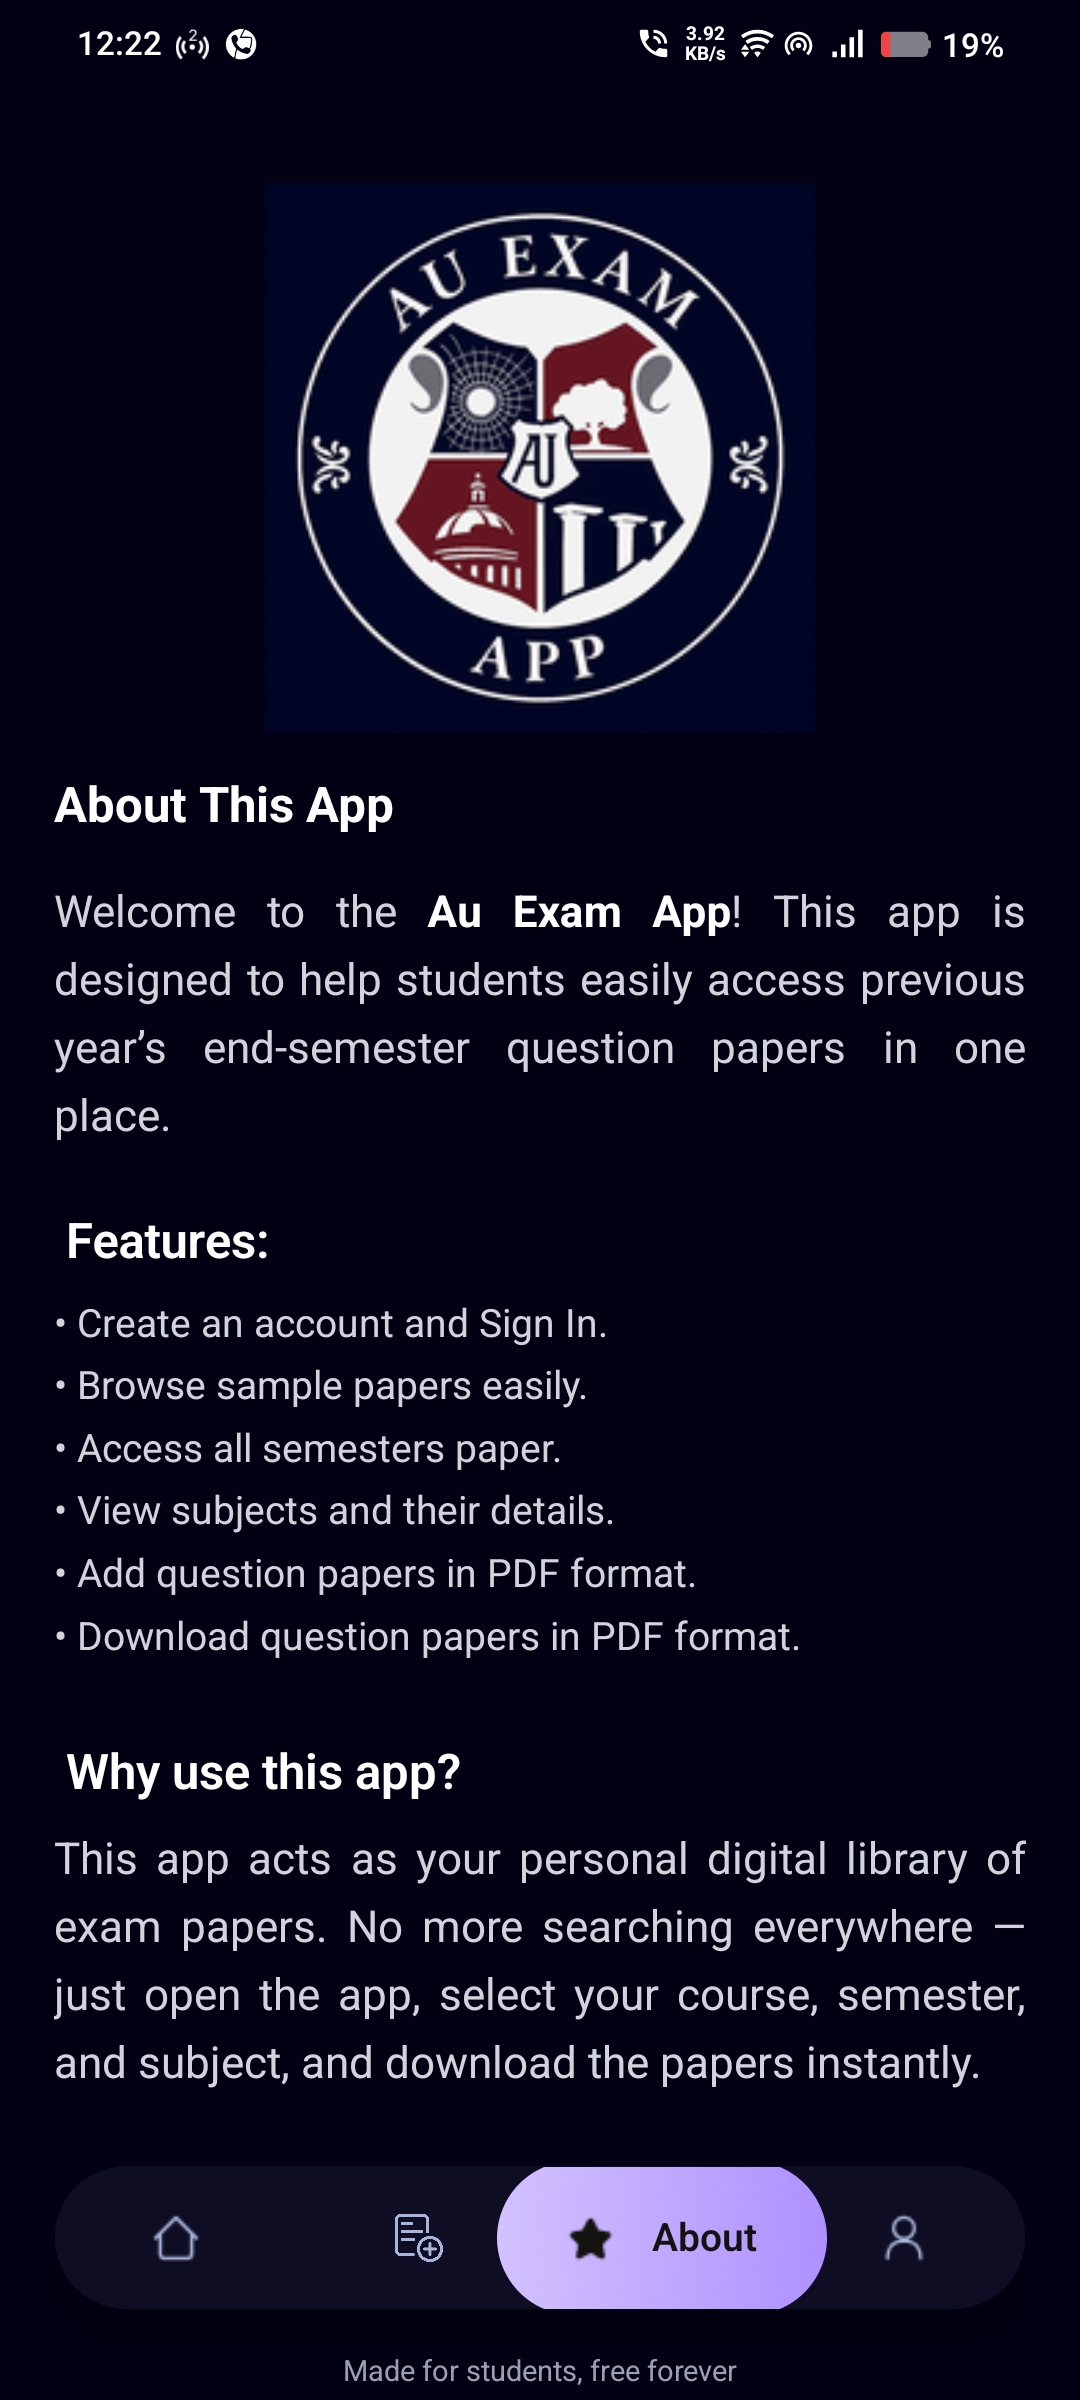 12:22
2
3.92
KB/s
19%
AU EXAM
AU
APP
About This App
Welcome to the Au Exam App! This app is
designed to help students easily access previous
year’s end-semester question papers in one
place.
Features:
• Create an account and Sign In.
• Browse sample papers easily.
• Access all semesters paper.
• View subjects and their details.
• Add question papers in PDF format.
• Download question papers in PDF format.
Why use this app?
This app acts as your personal digital library of
exam papers. No more searching everywhere —
just open the app, select your course, semester,
and subject, and download the papers instantly.
About
Made for students, free forever